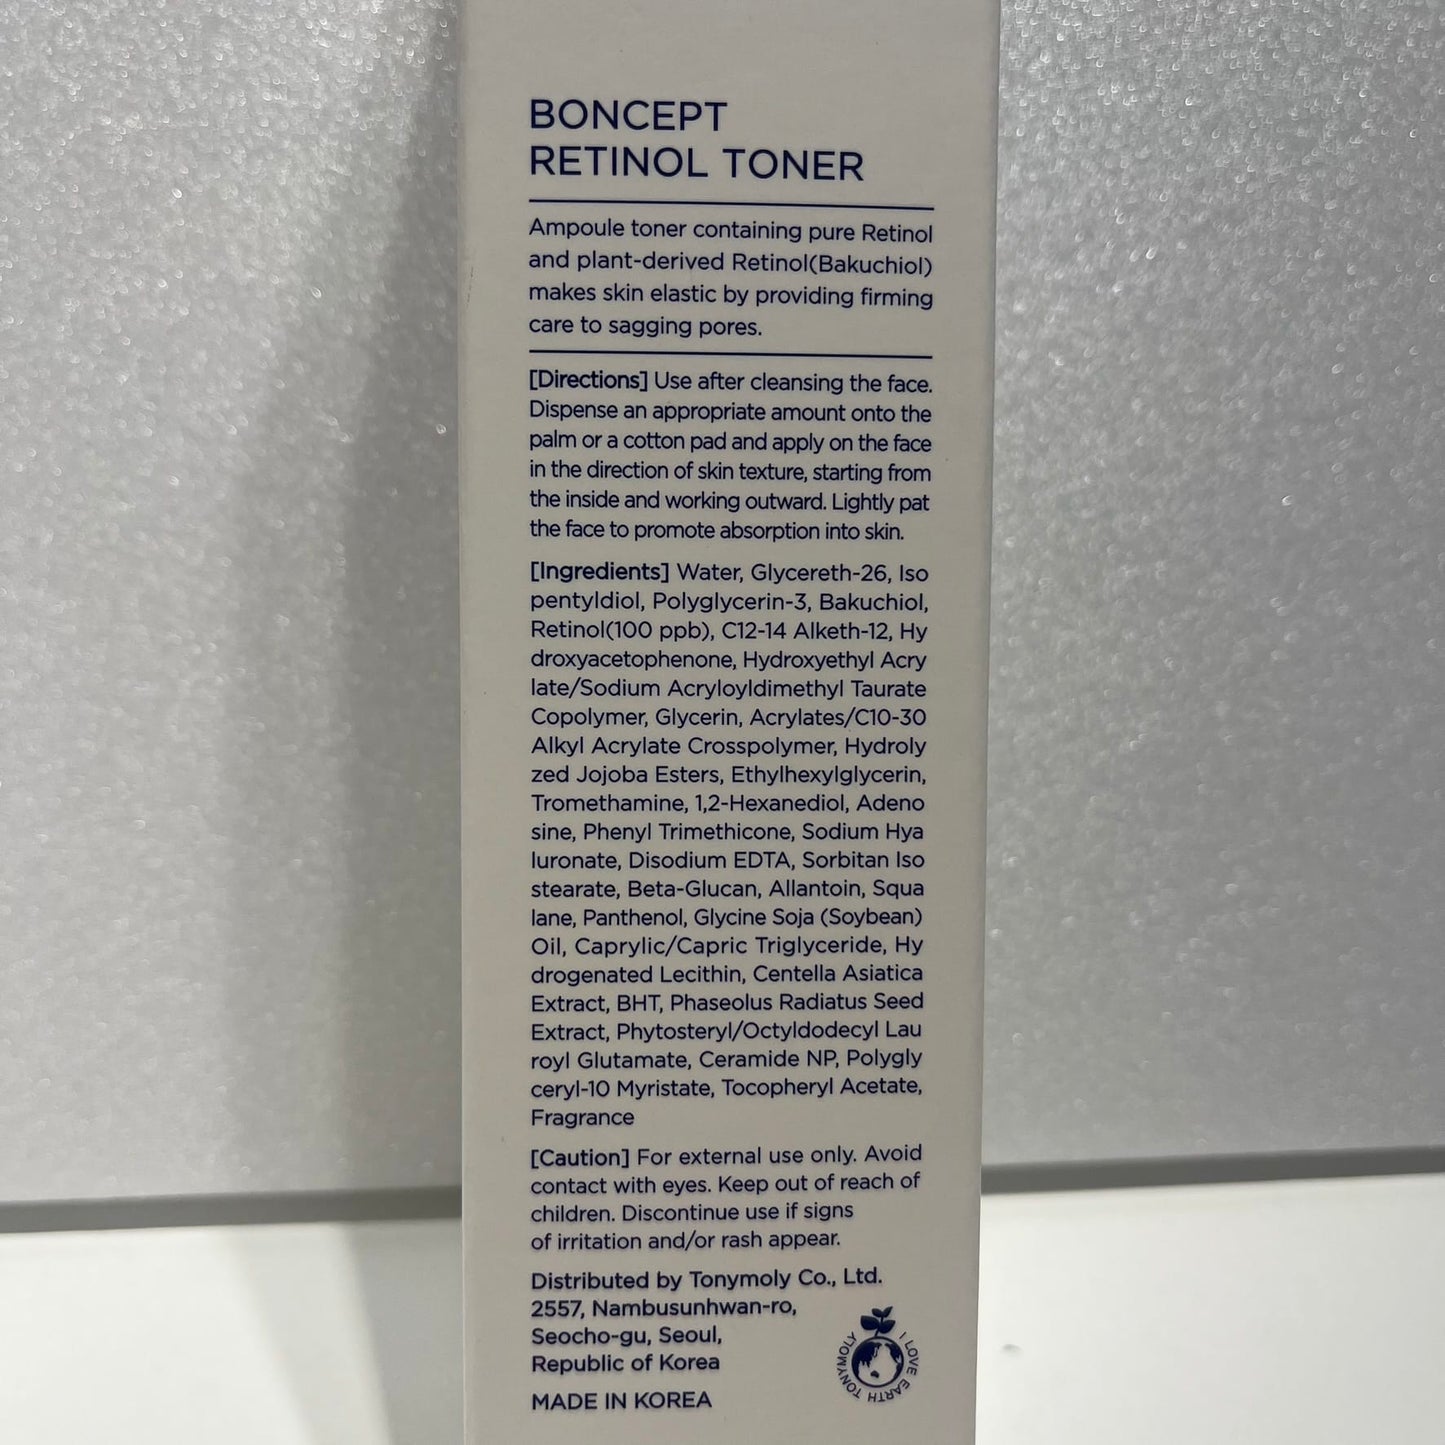 BONCEPT
RETINOL TONER
Ampoule toner containing pure Retinol
and plant-derived Retinol(Bakuchiol)
makes skin elastic by providing firming
care to sagging pores.
[Directions] Use after cleansing the face.
Dispense an appropriate amount onto the
palm or a cotton pad and apply on the face
in the direction of skin texture, starting from
the inside and working outward. Lightly pat
the face to promote absorption into skin.
[Ingredients] Water, Glycereth-26, Iso
pentyldiol, Polyglycerin-3, Bakuchiol,
Retinol(100 ppb), C12-14 Alketh-12, Hy
droxyacetophenone, Hydroxyethyl Acry
late/Sodium Acryloyldimethyl Taurate
Copolymer, Glycerin, Acrylates/C10-30
Alkyl Acrylate Crosspolymer, Hydroly
zed Jojoba Esters, Ethylhexylglycerin,
Tromethamine, 1,2-Hexanediol, Adeno
sine, Phenyl Trimethicone, Sodium Hya
luronate, Disodium EDTA, Sorbitan Iso
stearate, Beta-Glucan, Allantoin, Squa
lane, Panthenol, Glycine Soja (Soybean)
Oil, Caprylic/Capric Triglyceride, Hy
drogenated Lecithin, Centella Asiatica
Extract, BHT, Phaseolus Radiatus Seed
Extract, Phytosteryl/Octyldodecyl Lau
royl Glutamate, Ceramide NP, Polygly
ceryl-10 Myristate, Tocopheryl Acetate,
Fragrance
[Caution] For external use only. Avoid
contact with eyes. Keep out of reach of
children. Discontinue use if signs
of irritation and/or rash appear.
Distributed by Tonymoly Co., Ltd.
2557, Nambusunhwan-ro,
Seocho-gu, Seoul,
Republic of Korea
MADE IN KOREA
TONYMOLY I LOVE EARTH